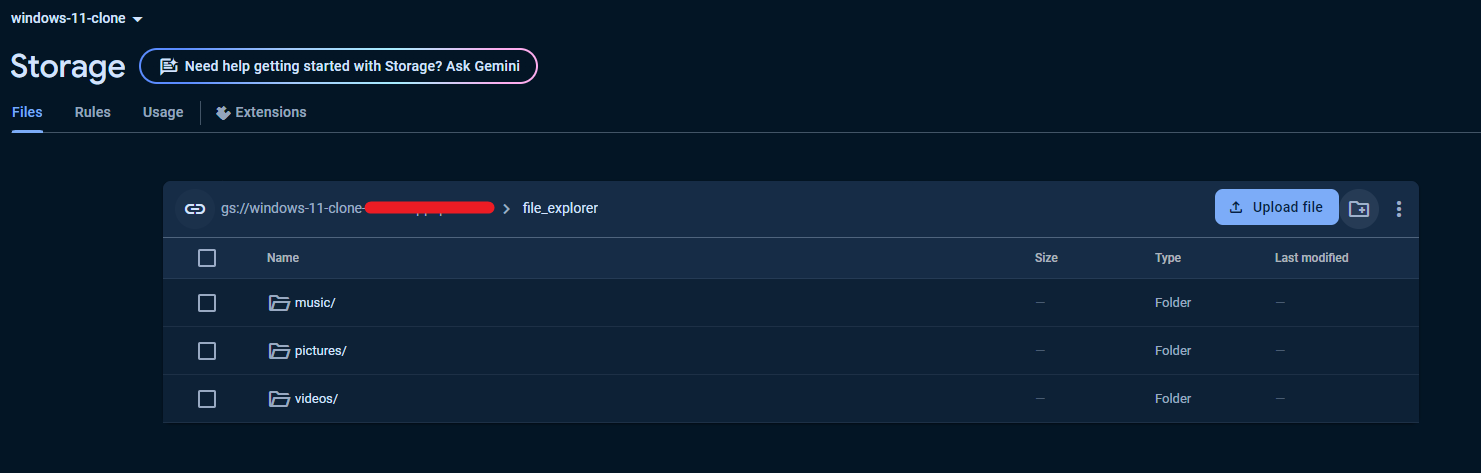 windows-11-clone
Storage
Need help getting started with Storage? Ask Gemini
Files Rules Usage Extensions
gs://windows-11-clone- file_explorer Upload file
Name Size Type Last modified
music/ — Folder —
pictures/ — Folder —
videos/ — Folder —